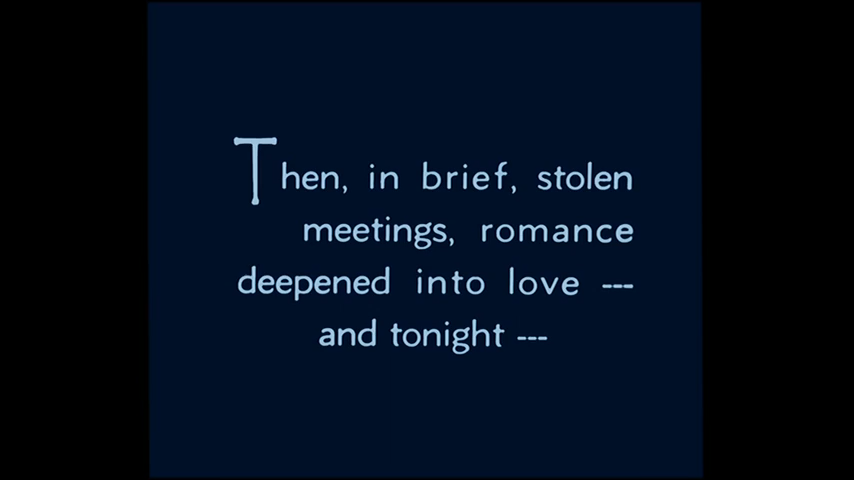 Then, in brief, stolen
meetings, romance
deepened into love ---
and tonight ---